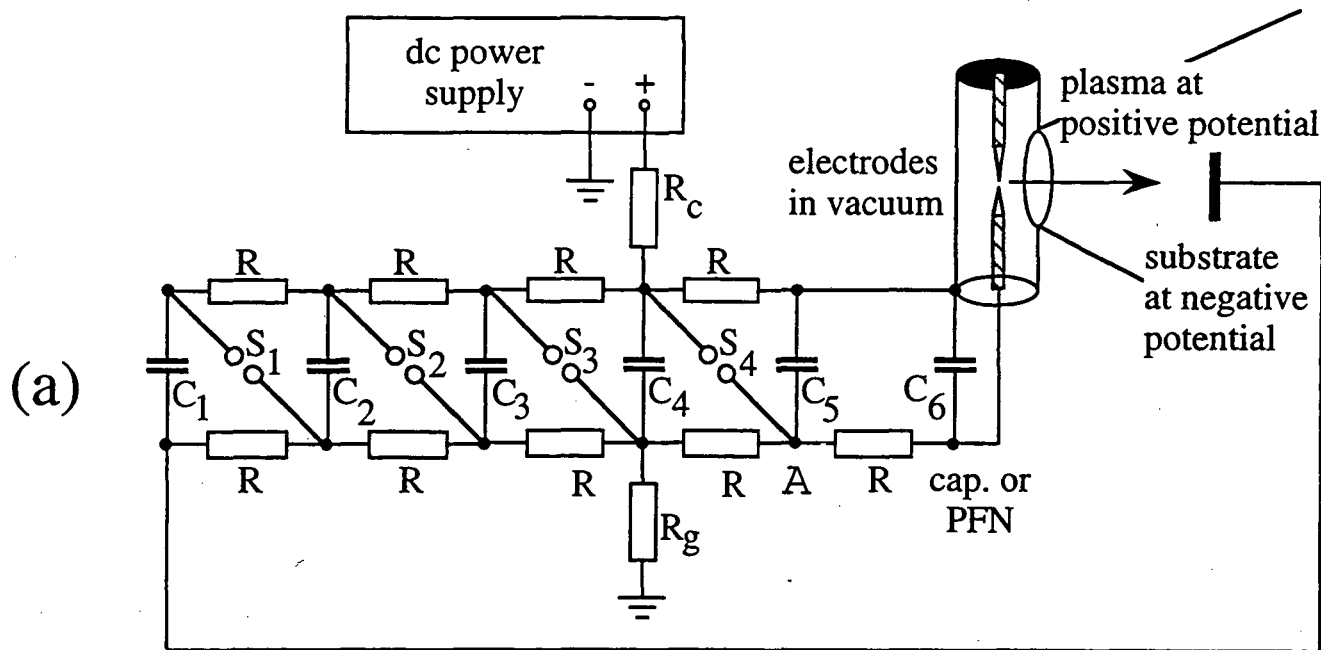 dc power
supply
- +
plasma at
positive potential
electrodes
in vacuum
R_c
substrate
at negative
potential
R R R R
S_1 S_2 S_3 S_4
(a)
C_1 C_2 C_3 C_4 C_5 C_6
R R R R A R
cap. or
PFN
R_g